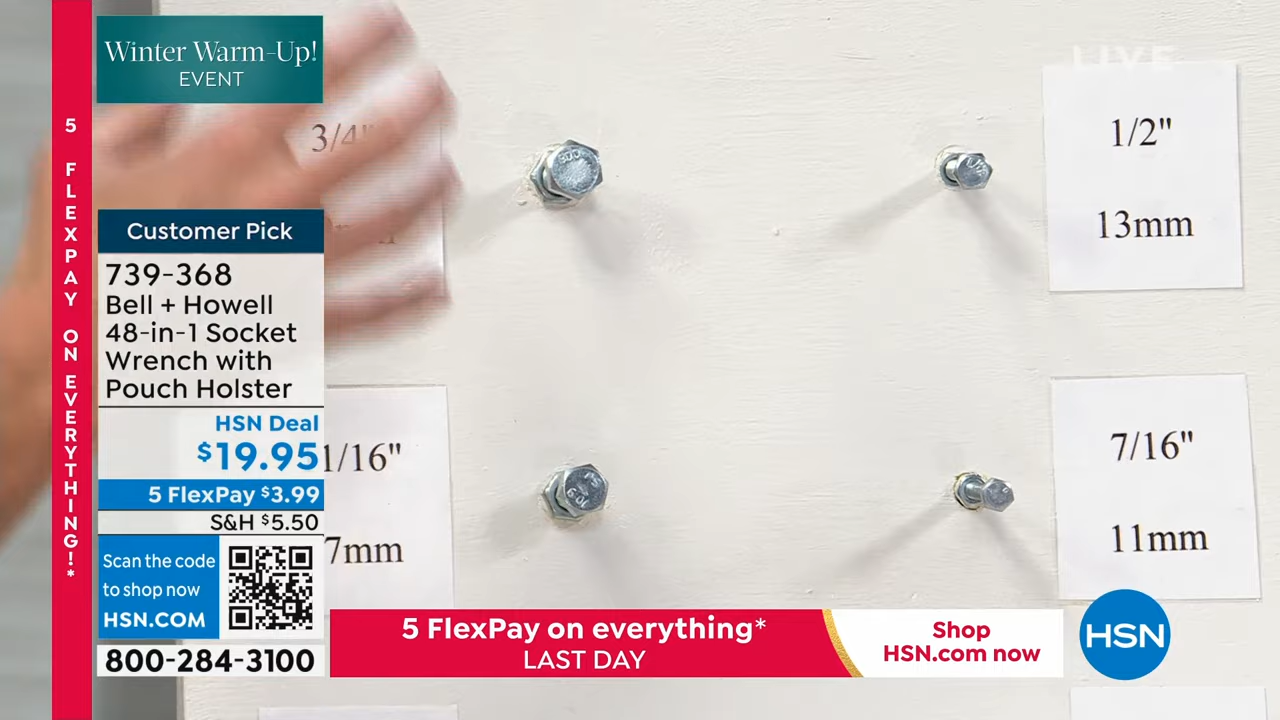 Winter Warm-Up!
EVENT
LIVE
5 FLEXPAY ON EVERYTHING!*
3/4"
1/2"
13mm
Customer Pick
739-368
Bell + Howell
48-in-1 Socket
Wrench with
Pouch Holster
HSN Deal
$19.95
5 FlexPay $3.99
S&H $5.50
Scan the code
to shop now
HSN.COM
800-284-3100
1/16"
7mm
7/16"
11mm
5 FlexPay on everything*
LAST DAY
Shop
HSN.com now
HSN